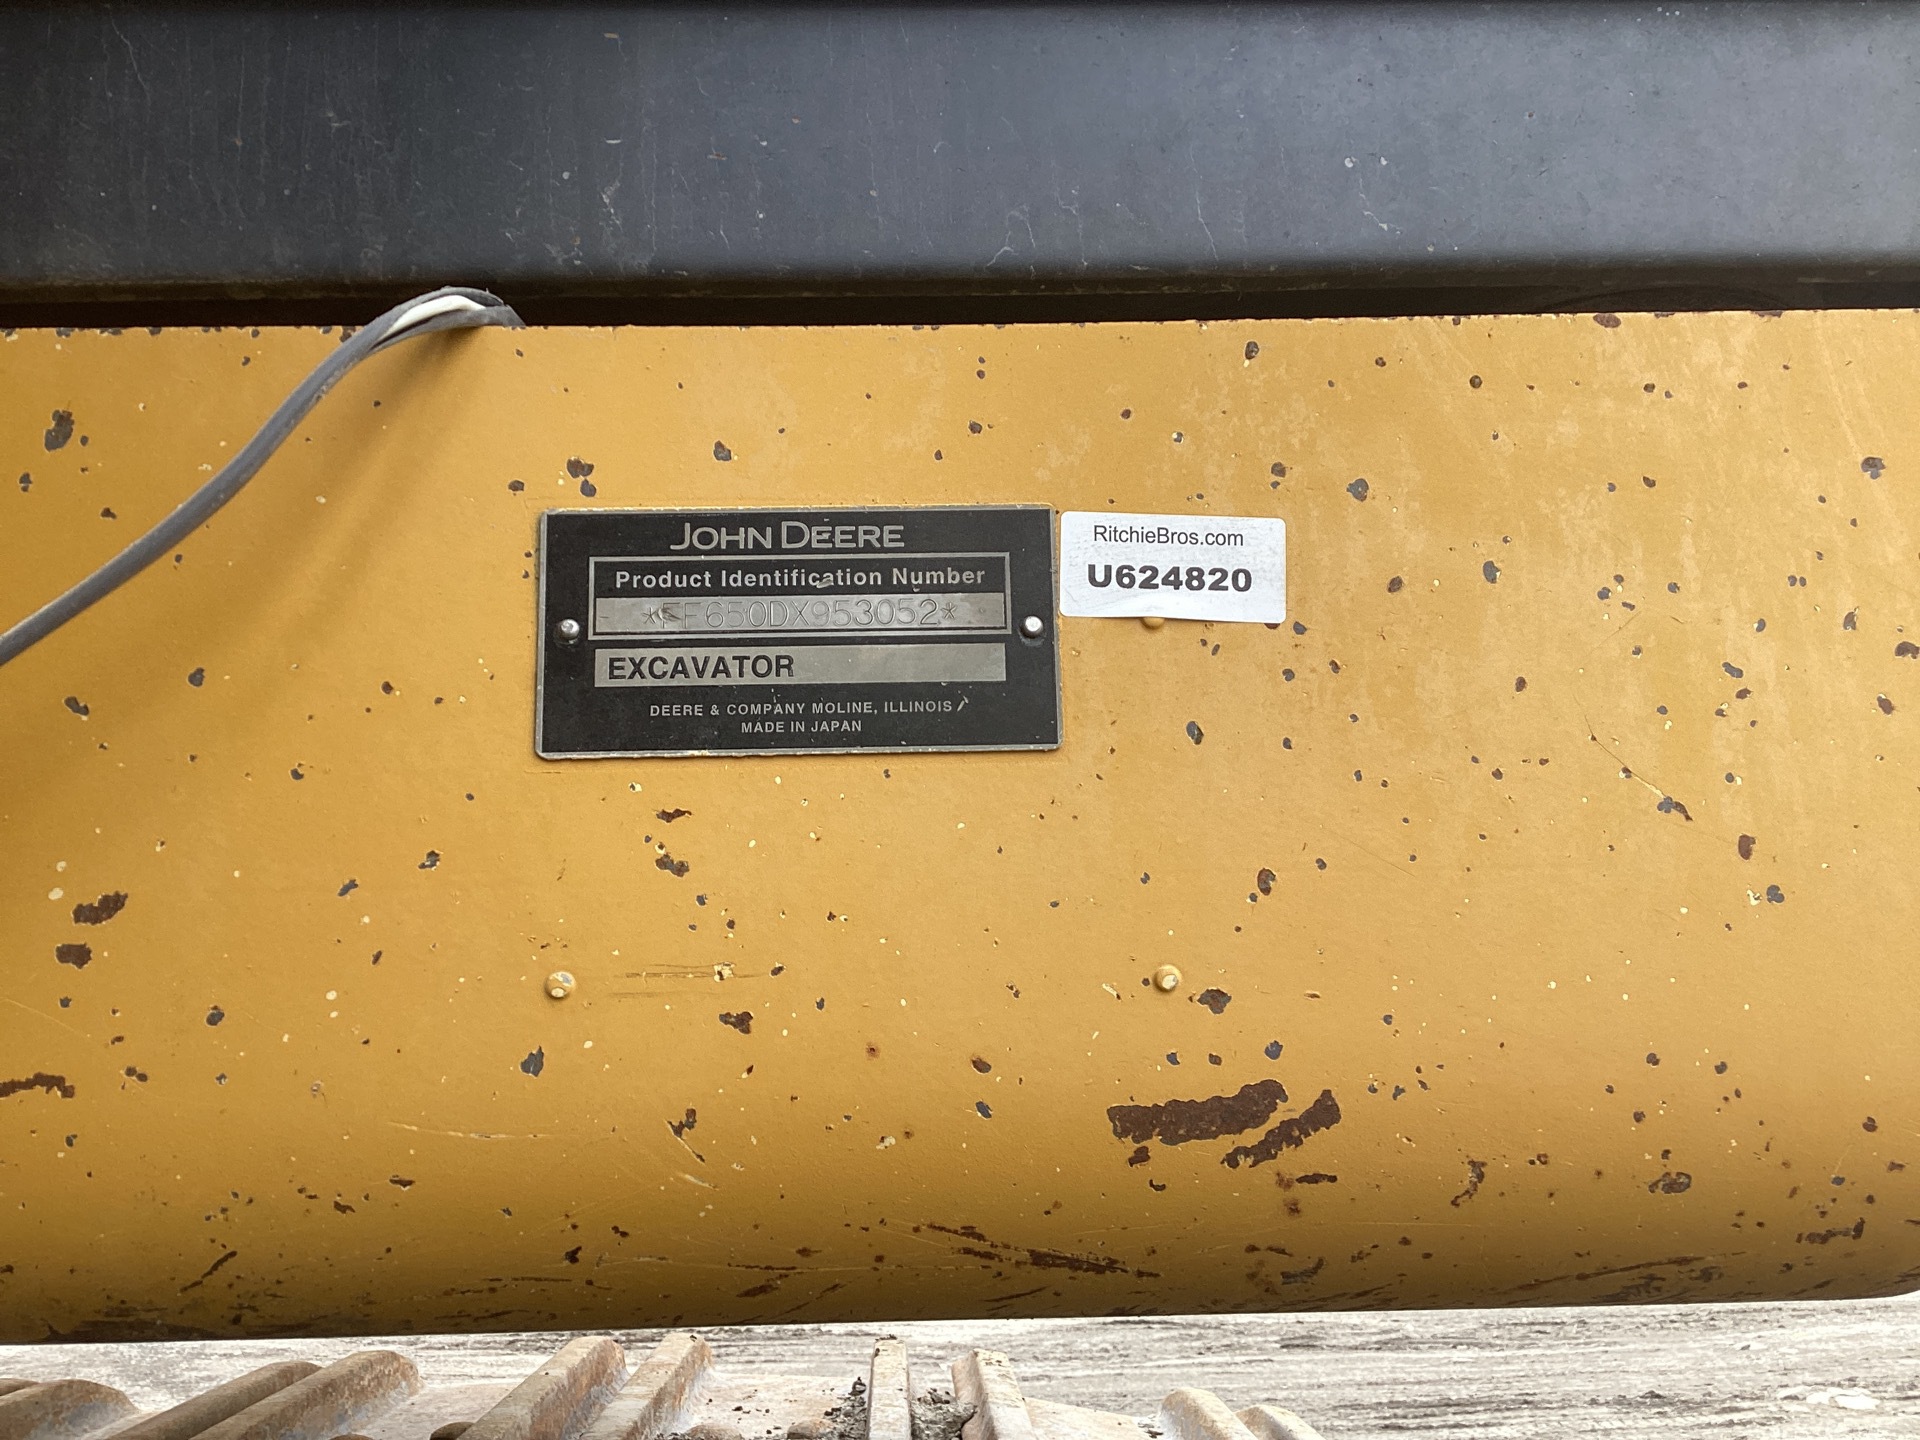 JOHN DEERE
Product Identification Number
*FF650DX953052*
EXCAVATOR
DEERE & COMPANY MOLINE, ILLINOIS
MADE IN JAPAN
RitchieBros.com
U624820